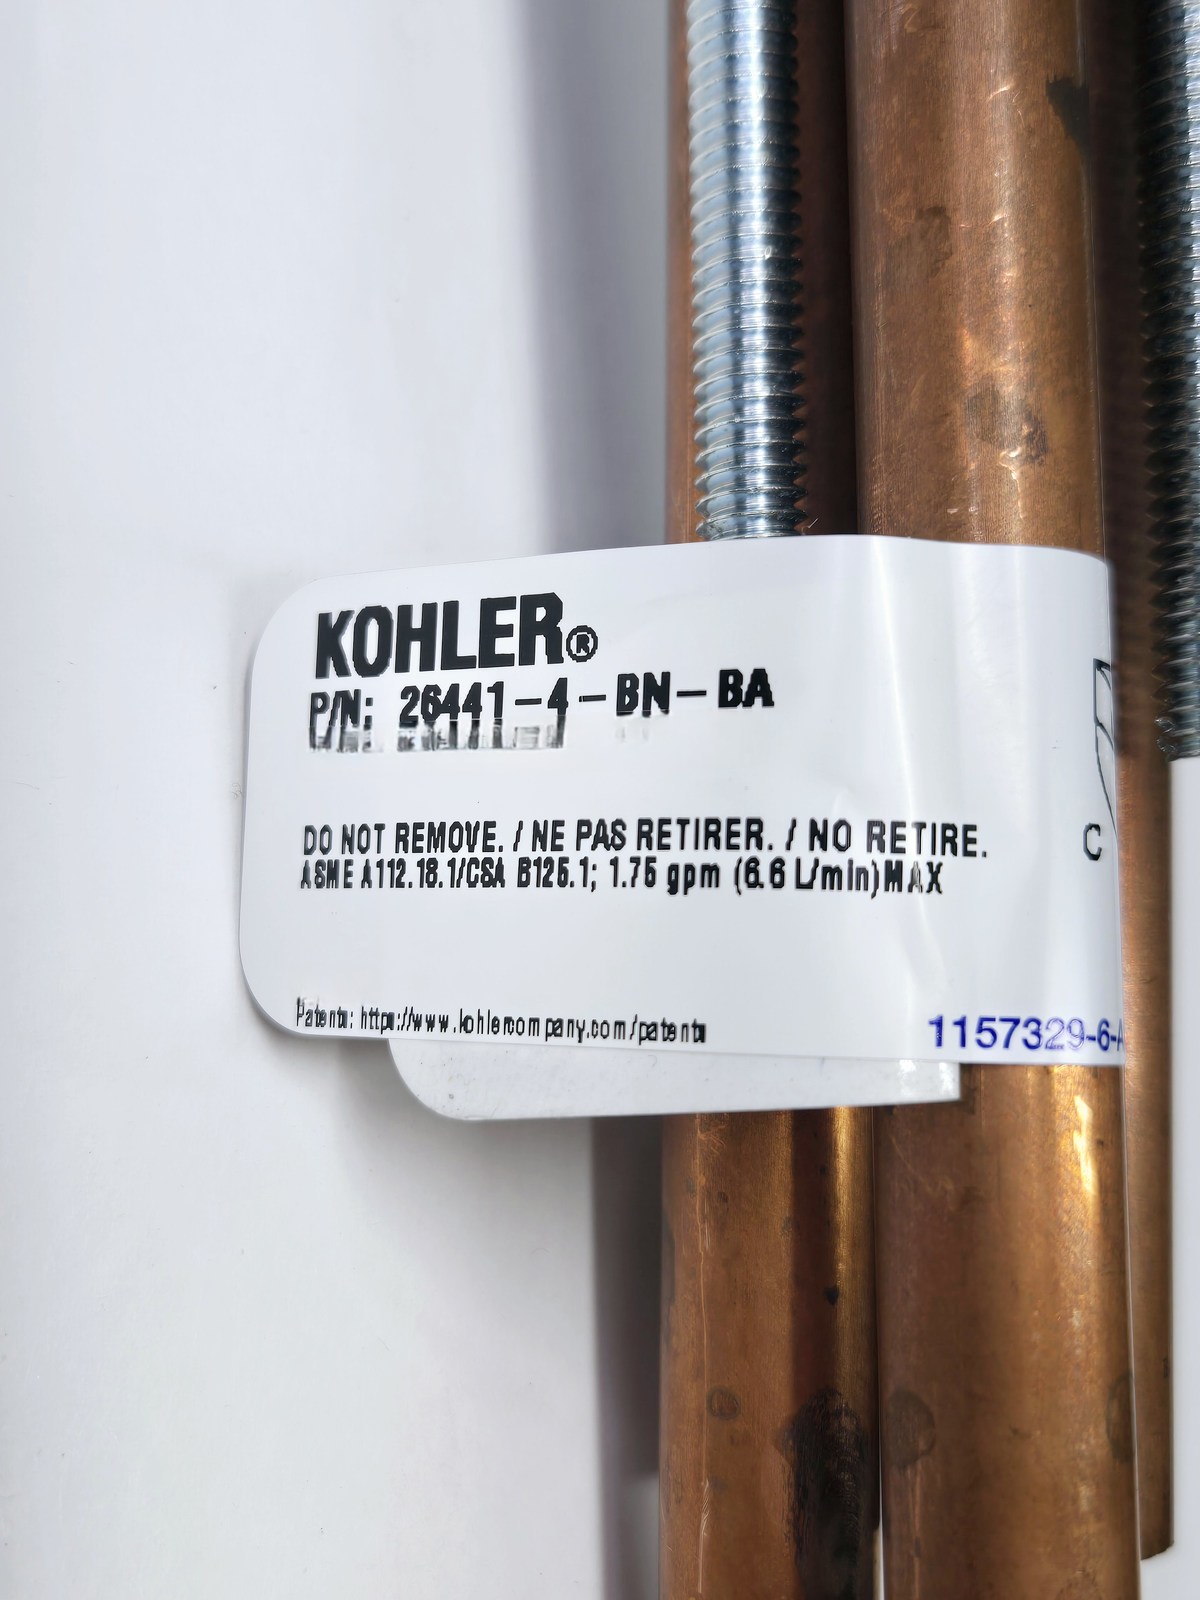 KOHLER®
P/N: 26441-4-BN-BA
DO NOT REMOVE. / NE PAS RETIRER. / NO RETIRE.
ASME A112.18.1/CSA B125.1; 1.75 gpm (6.6 L/min)MAX
C
Patents: https://www.kohlercompany.com/patents
1157329-6-A